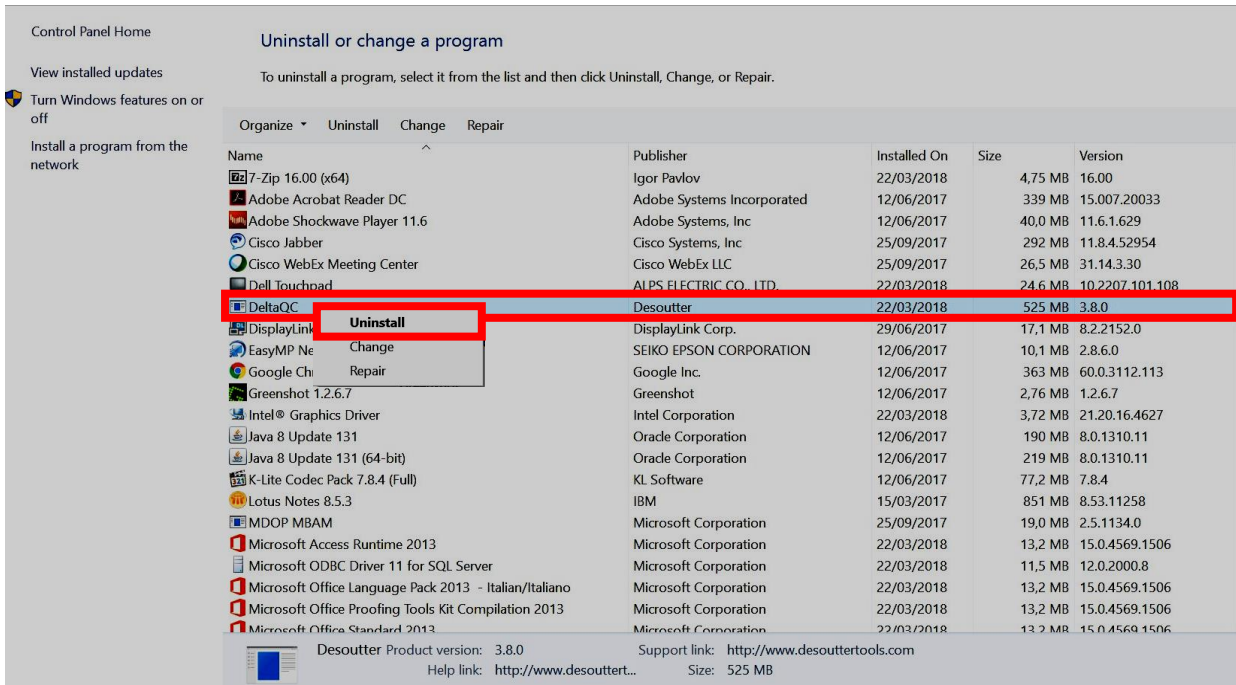 Control Panel Home
View installed updates
Turn Windows features on or
off
Install a program from the
network
Uninstall or change a program
To uninstall a program, select it from the list and then click Uninstall, Change, or Repair.
Organize Uninstall Change Repair
Name Publisher Installed On Size Version
7-Zip 16.00 (x64) Igor Pavlov 22/03/2018 4,75 MB 16.00
Adobe Acrobat Reader DC Adobe Systems Incorporated 12/06/2017 339 MB 15.007.20033
Adobe Shockwave Player 11.6 Adobe Systems, Inc 12/06/2017 40,0 MB 11.6.1.629
Cisco Jabber Cisco Systems, Inc 25/09/2017 292 MB 11.8.4.52954
Cisco WebEx Meeting Center Cisco WebEx LLC 25/09/2017 26,5 MB 31.14.3.30
Dell Touchpad ALPS ELECTRIC CO., LTD. 22/03/2018 24,6 MB 10.2207.101.108
DeltaQC Desoutter 22/03/2018 525 MB 3.8.0
Uninstall
DisplayLink DisplayLink Corp. 29/06/2017 17,1 MB 8.2.2152.0
Change
EasyMP Ne SEIKO EPSON CORPORATION 12/06/2017 10,1 MB 2.8.6.0
Repair
Google Ch Google Inc. 12/06/2017 363 MB 60.0.3112.113
Greenshot 1.2.6.7 Greenshot 12/06/2017 2,76 MB 1.2.6.7
Intel® Graphics Driver Intel Corporation 22/03/2018 3,72 MB 21.20.16.4627
Java 8 Update 131 Oracle Corporation 12/06/2017 190 MB 8.0.1310.11
Java 8 Update 131 (64-bit) Oracle Corporation 12/06/2017 219 MB 8.0.1310.11
K-Lite Codec Pack 7.8.4 (Full) KL Software 12/06/2017 77,2 MB 7.8.4
Lotus Notes 8.5.3 IBM 15/03/2017 851 MB 8.53.11258
MDOP MBAM Microsoft Corporation 25/09/2017 19,0 MB 2.5.1134.0
Microsoft Access Runtime 2013 Microsoft Corporation 22/03/2018 13,2 MB 15.0.4569.1506
Microsoft ODBC Driver 11 for SQL Server Microsoft Corporation 22/03/2018 11,5 MB 12.0.2000.8
Microsoft Office Language Pack 2013 - Italian/Italiano Microsoft Corporation 22/03/2018 13,2 MB 15.0.4569.1506
Microsoft Office Proofing Tools Kit Compilation 2013 Microsoft Corporation 22/03/2018 13,2 MB 15.0.4569.1506
Microsoft Office Standard 2013 Microsoft Corporation 22/03/2018 13,2 MB 15.0.4569.1506
Desoutter Product version: 3.8.0 Support link: http://www.desouttertools.com
Help link: http://www.desouttert... Size: 525 MB